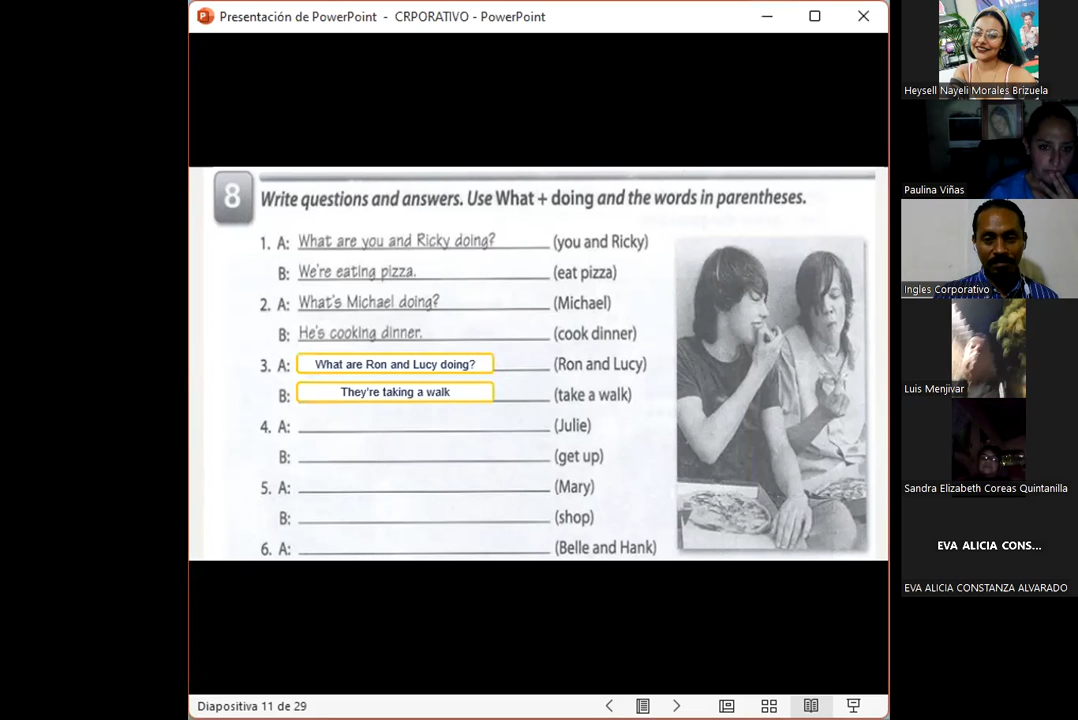 Presentación de PowerPoint - CRPORATIVO - PowerPoint
8 Write questions and answers. Use What + doing and the words in parentheses.
1. A: What are you and Ricky doing? (you and Ricky)
B: We're eating pizza. (eat pizza)
2. A: What's Michael doing? (Michael)
B: He's cooking dinner. (cook dinner)
3. A: What are Ron and Lucy doing? (Ron and Lucy)
B: They're taking a walk (take a walk)
4. A: (Julie)
B: (get up)
5. A: (Mary)
B: (shop)
6. A: (Belle and Hank)
Diapositiva 11 de 29
Heysell Nayeli Morales Brizuela
Paulina Viñas
Ingles Corporativo
Luis Menjivar
Sandra Elizabeth Coreas Quintanilla
EVA ALICIA CONS...
EVA ALICIA CONSTANZA ALVARADO